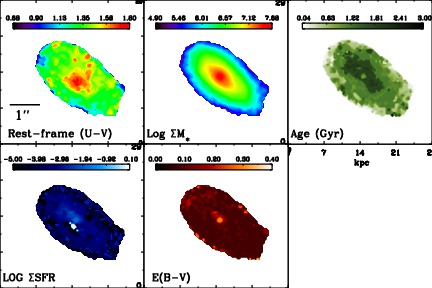 29
0.68 0.90 1.13 1.35 1.58 1.80
4.90 5.46 6.01 6.57 7.12 7.68
0.04 0.63 1.22 1.81 2.41 3.00
1"
Rest-frame (U-V)
Log ΣM*
Age (Gyr)
7 14 21
kpc
-5.00 -3.98 -2.96 -1.94 -0.92 0.10
0.00 0.10 0.20 0.30 0.40
LOG ΣSFR
E(B-V)